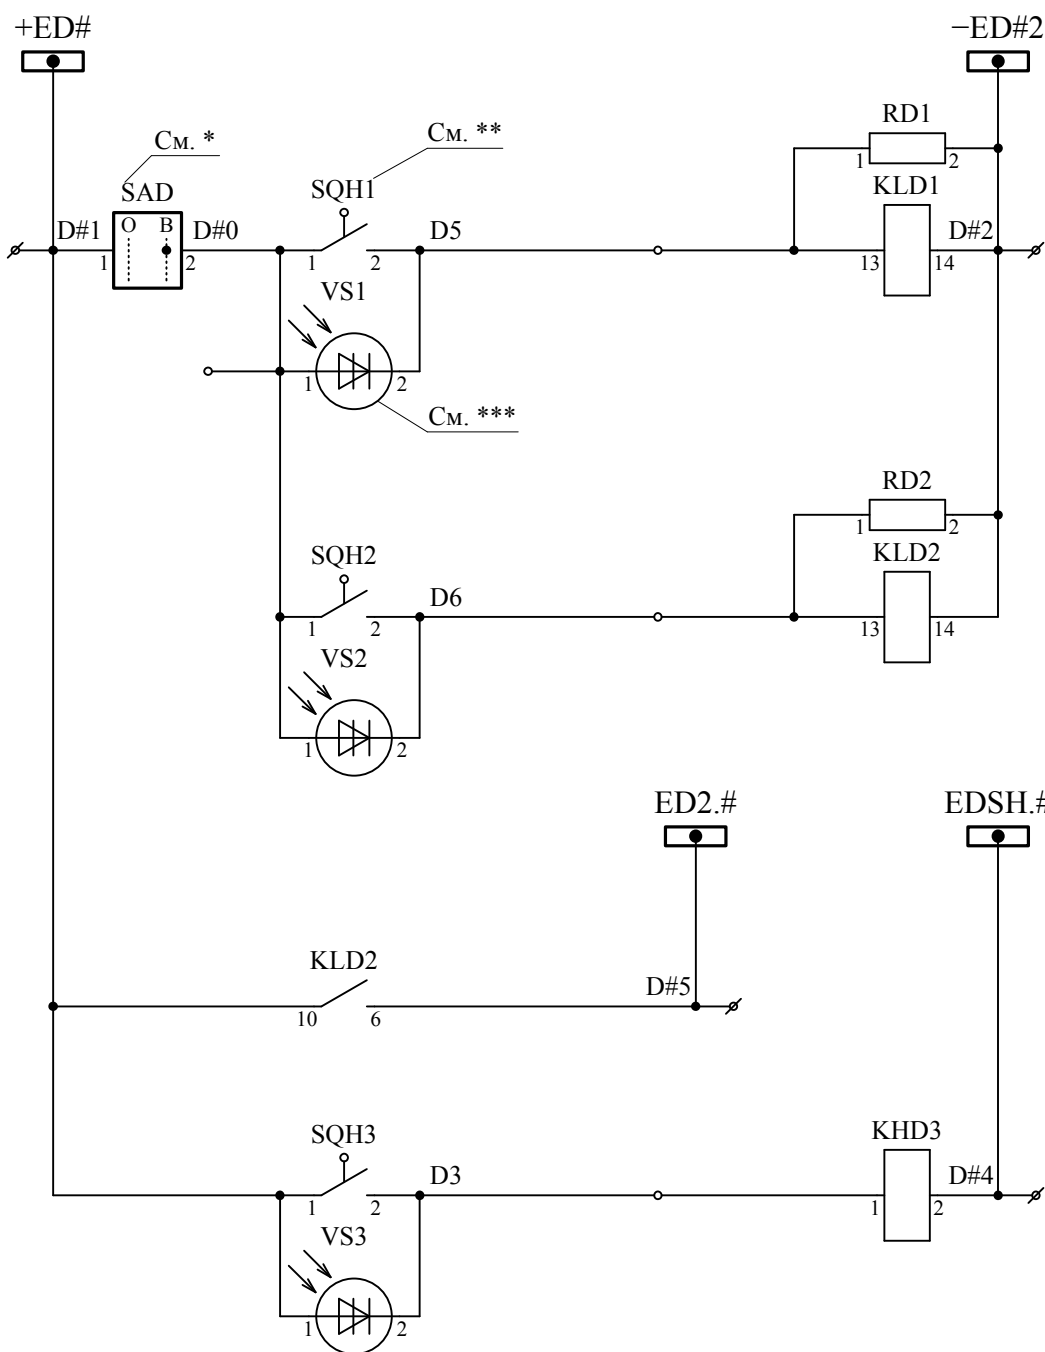 +ED#
−ED#2
RD1
1
2
См. *
См. **
SAD
SQH1
KLD1
D#1
O
B
D#0
D5
D#2
1
2
1
2
13
14
VS1
1
2
См. ***
RD2
1
2
SQH2
KLD2
D6
1
2
13
14
VS2
1
2
ED2.#
EDSH.#
KLD2
D#5
10
6
SQH3
KHD3
D3
D#4
1
2
1
2
VS3
1
2